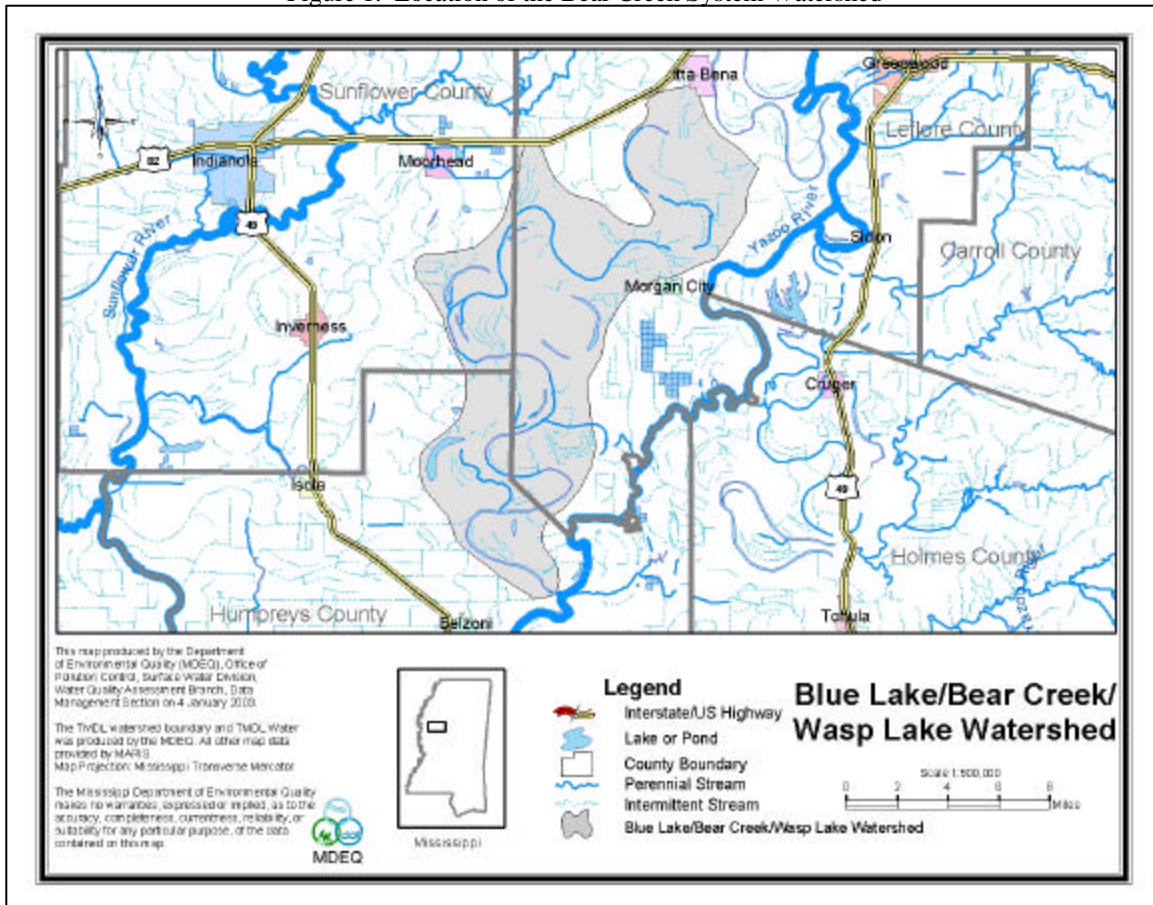 Figure 1. Location of the Bear Creek System Watershed
Sunflower County
Itta Bena
Greenwood
Leflore County
82
Indianola
Moorhead
49
Sunflower River
Yazoo River
Sidon
Carroll County
Morgan City
Inverness
Cruger
Isola
49
Holmes County
Yazoo River
Humpreys County
Belzoni
Tchula
This map produced by the Department
of Environmental Quality (MDEQ), Office of
Pollution Control, Surface Water Division,
Water Quality Assessment Branch, Data
Management Section on 4 January 2003.
The TMDL watershed boundary and TMDL Water
was produced by the MDEQ. All other map data
provided by MARIS.
Map Projection: Mississippi Transverse Mercator
The Mississippi Department of Environmental Quality
makes no warranties, expressed or implied, as to the
accuracy, completeness, currentness, reliability, or
suitability for any particular purpose, of the data
contained on this map.
MDEQ
Mississippi
Legend
Interstate/US Highway
Lake or Pond
County Boundary
Perennial Stream
Intermittent Stream
Blue Lake/Bear Creek/Wasp Lake Watershed
Blue Lake/Bear Creek/
Wasp Lake Watershed
Scale 1:500,000
0 2 4 6 8
Miles